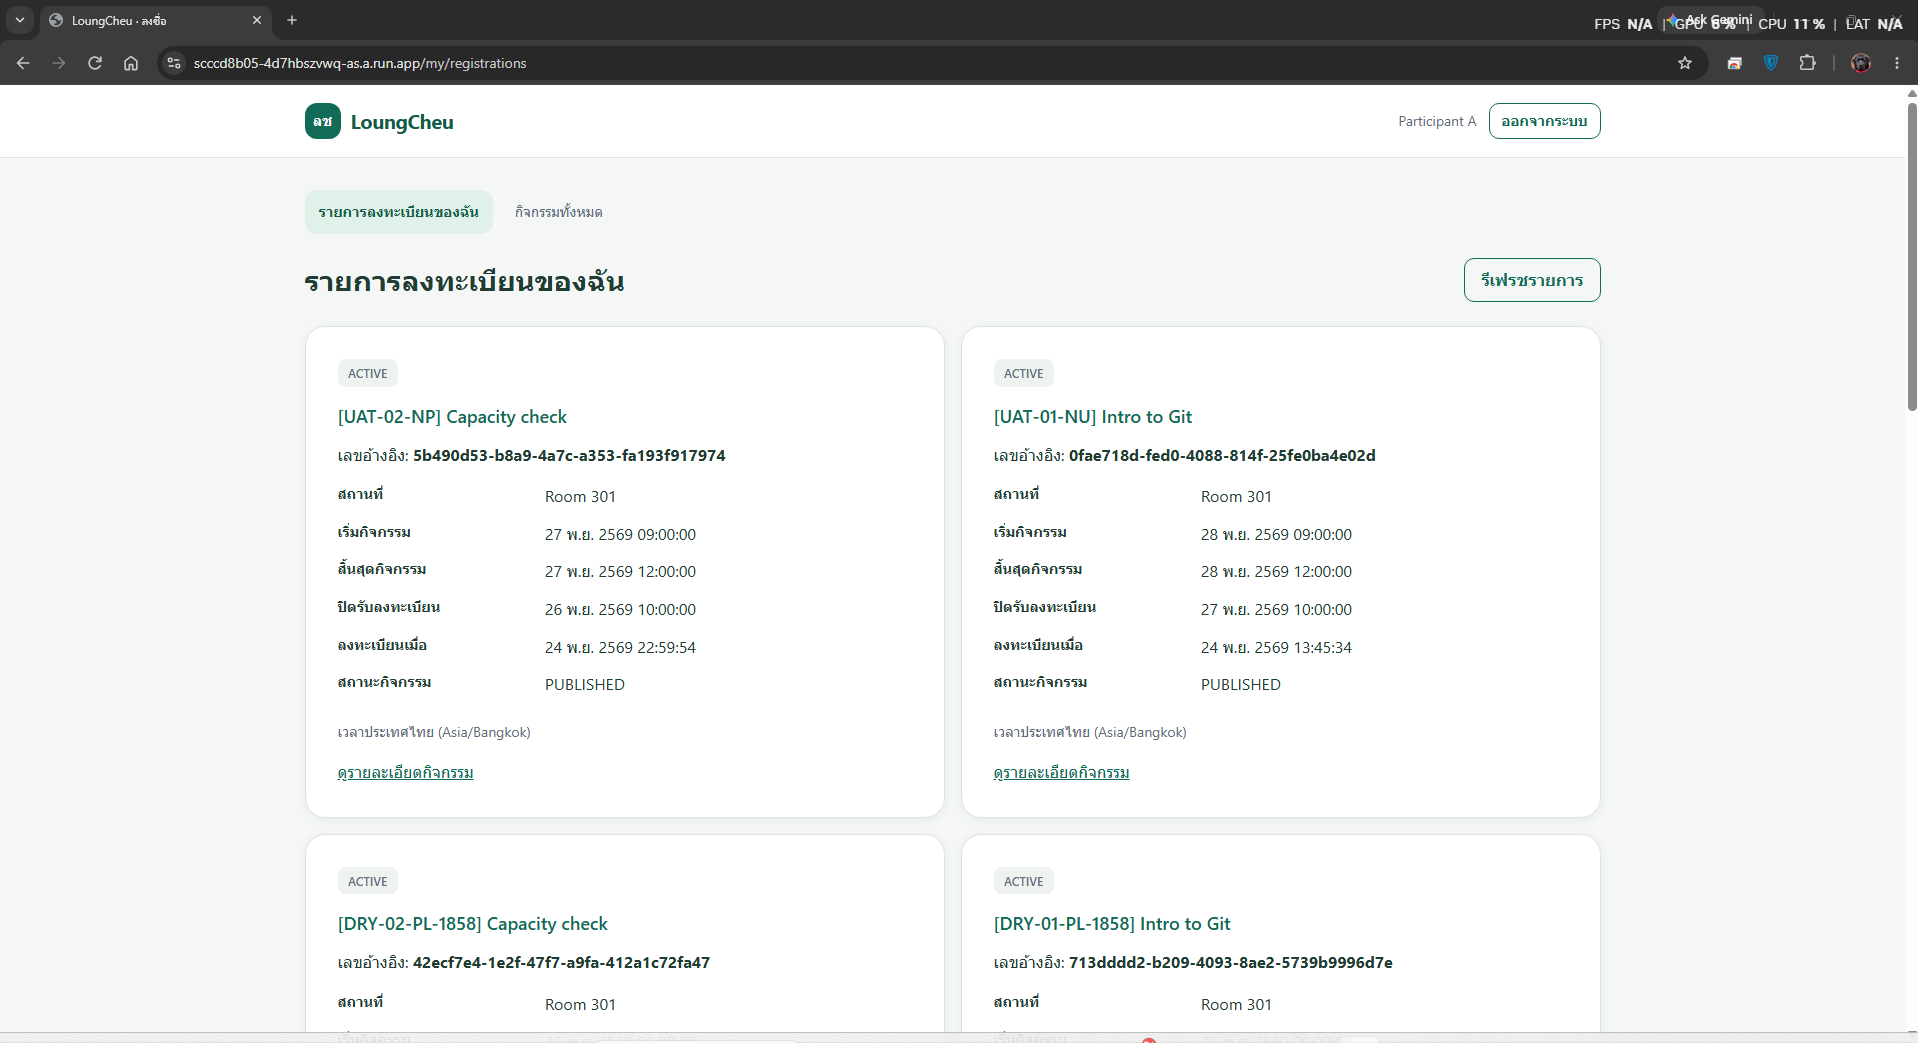 LoungCheu · ลงชื่อ
Ask Gemini
FPS N/A | GPU 6 % | CPU 11 % | LAT N/A
scccd8b05-4d7hbszvwq-as.a.run.app/my/registrations
ลช LoungCheu
Participant A ออกจากระบบ
รายการลงทะเบียนของฉัน กิจกรรมทั้งหมด
รายการลงทะเบียนของฉัน
รีเฟรชรายการ
ACTIVE
[UAT-02-NP] Capacity check
เลขอ้างอิง: 5b490d53-b8a9-4a7c-a353-fa193f917974
สถานที่ Room 301
เริ่มกิจกรรม 27 พ.ย. 2569 09:00:00
สิ้นสุดกิจกรรม 27 พ.ย. 2569 12:00:00
ปิดรับลงทะเบียน 26 พ.ย. 2569 10:00:00
ลงทะเบียนเมื่อ 24 พ.ย. 2569 22:59:54
สถานะกิจกรรม PUBLISHED
เวลาประเทศไทย (Asia/Bangkok)
ดูรายละเอียดกิจกรรม
ACTIVE
[UAT-01-NU] Intro to Git
เลขอ้างอิง: 0fae718d-fed0-4088-814f-25fe0ba4e02d
สถานที่ Room 301
เริ่มกิจกรรม 28 พ.ย. 2569 09:00:00
สิ้นสุดกิจกรรม 28 พ.ย. 2569 12:00:00
ปิดรับลงทะเบียน 27 พ.ย. 2569 10:00:00
ลงทะเบียนเมื่อ 24 พ.ย. 2569 13:45:34
สถานะกิจกรรม PUBLISHED
เวลาประเทศไทย (Asia/Bangkok)
ดูรายละเอียดกิจกรรม
ACTIVE
[DRY-02-PL-1858] Capacity check
เลขอ้างอิง: 42ecf7e4-1e2f-47f7-a9fa-412a1c72fa47
สถานที่ Room 301
ACTIVE
[DRY-01-PL-1858] Intro to Git
เลขอ้างอิง: 713dddd2-b209-4093-8ae2-5739b9996d7e
สถานที่ Room 301